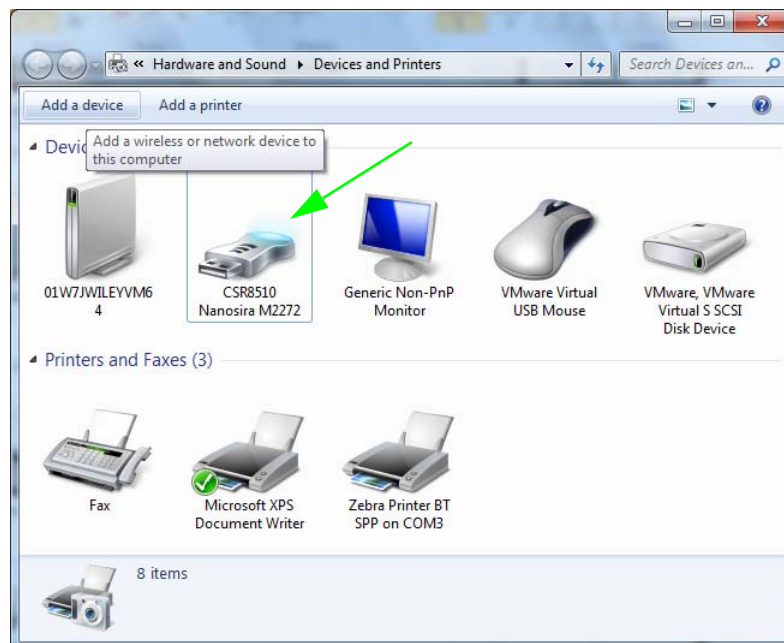 « Hardware and Sound ▸ Devices and Printers
Search Devices an...
Add a device
Add a printer
Add a wireless or network device to
this computer
Devic
01W7JWILEYVM6
4
CSR8510
Nanosira M2272
Generic Non-PnP
Monitor
VMware Virtual
USB Mouse
VMware, VMware
Virtual S SCSI
Disk Device
Printers and Faxes (3)
Fax
Microsoft XPS
Document Writer
Zebra Printer BT
SPP on COM3
8 items